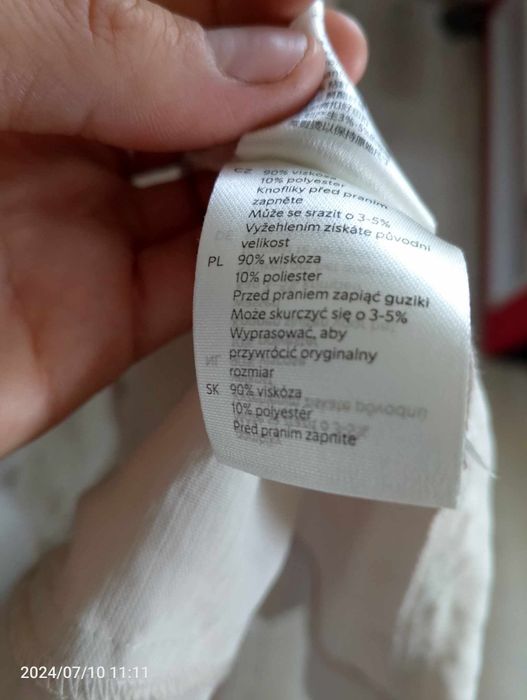 CZ 90% viskóza
10% polyester
Knoflíky před praním
zapněte
Může se srazit o 3-5%
Vyžehlením získáte původní
velikost
PL 90% wiskoza
10% poliester
Przed praniem zapiąć guziki
Może skurczyć się o 3-5%
Wyprasować, aby
przywrócić oryginalny
rozmiar
SK 90% viskóza
10% polyester
Pred praním zapnite
2024/07/10 11:11